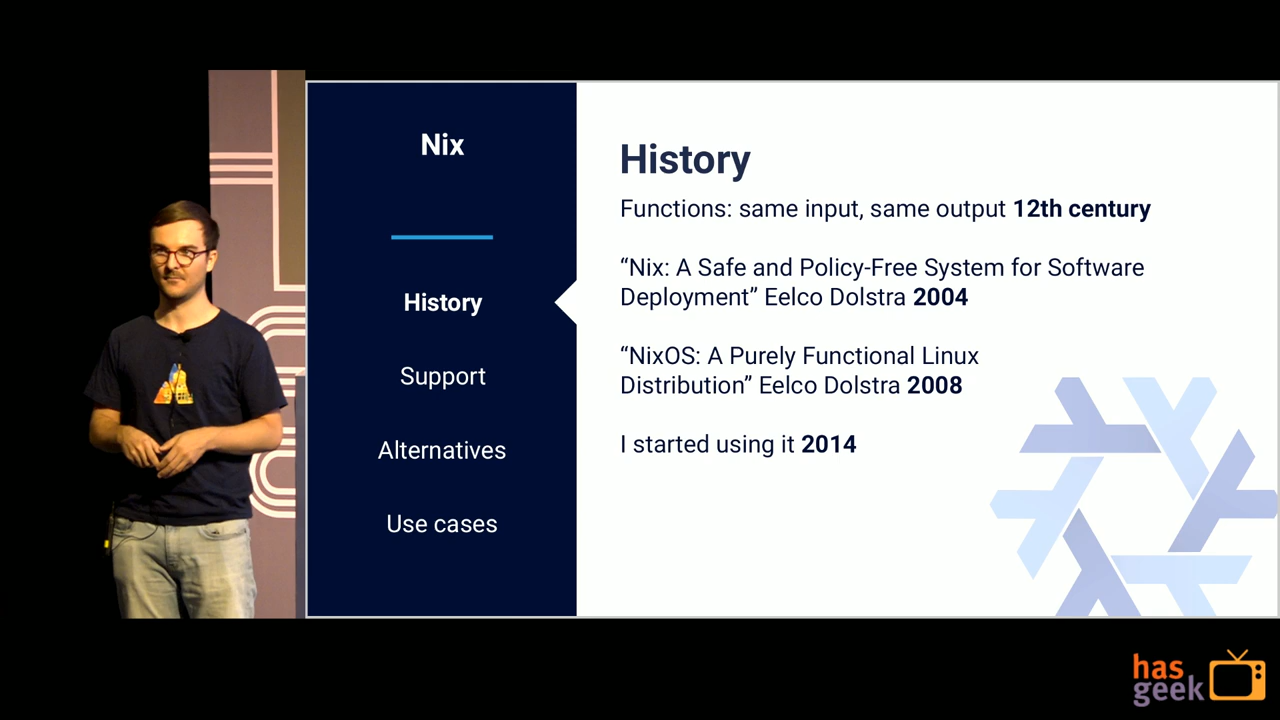 Nix
History
Support
Alternatives
Use cases
History
Functions: same input, same output 12th century
“Nix: A Safe and Policy-Free System for Software
Deployment” Eelco Dolstra 2004
“NixOS: A Purely Functional Linux
Distribution” Eelco Dolstra 2008
I started using it 2014
has
geek